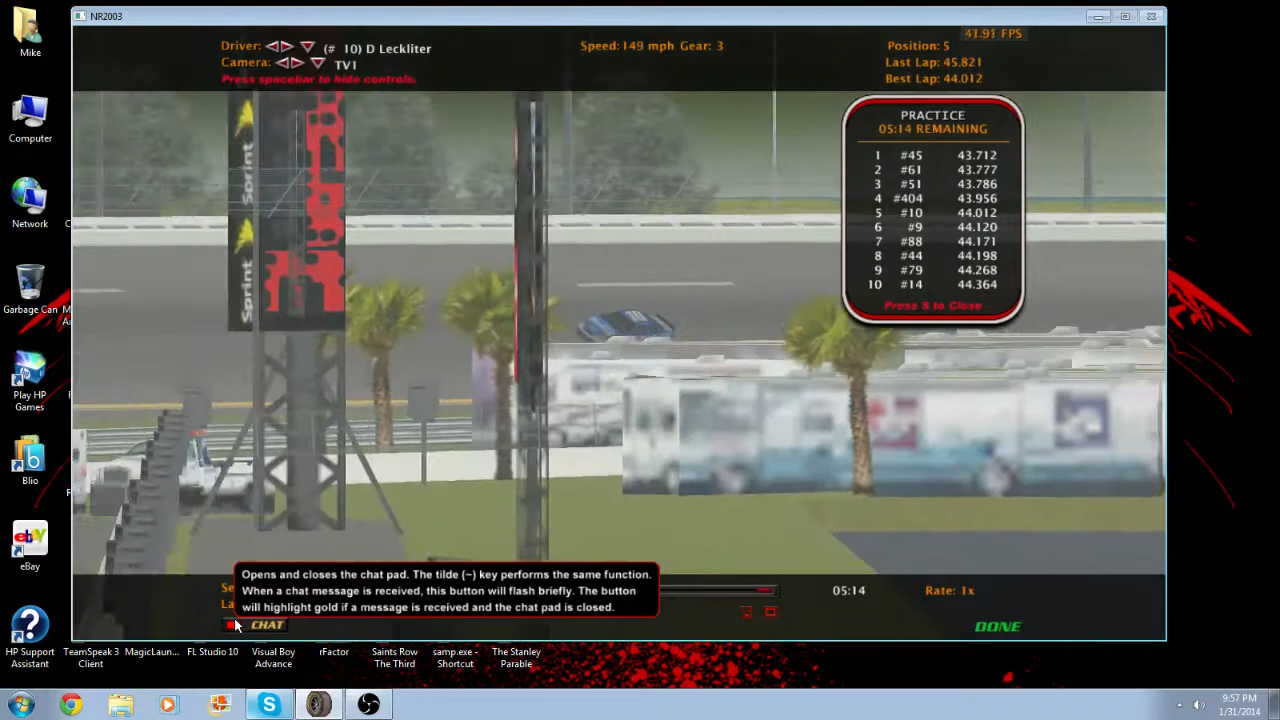 NR2003
Mike
Computer
Network
Garbage Can
Play HP
Games
Blio
eBay
ebay
HP Support
Assistant
Driver: (# 10) D Leckliter
Camera: TV1
Press spacebar to hide controls.
Speed:149 mph Gear: 3
41.91 FPS
Position: 5
Last Lap: 45.821
Best Lap: 44.012
PRACTICE
05:14 REMAINING
1 #45 43.712
2 #61 43.777
3 #51 43.786
4 #404 43.956
5 #10 44.012
6 #9 44.120
7 #88 44.171
8 #44 44.198
9 #79 44.268
10 #14 44.364
Press S to Close
Sprint
Sprint
Opens and closes the chat pad. The tilde (~) key performs the same function.
When a chat message is received, this button will flash briefly. The button
will highlight gold if a message is received and the chat pad is closed.
CHAT
05:14
Rate: 1x
DONE
TeamSpeak 3
Client
MagicLaun...
FL Studio 10
Visual Boy
Advance
rFactor
Saints Row
The Third
samp.exe -
Shortcut
The Stanley
Parable
9:57 PM
1/31/2014